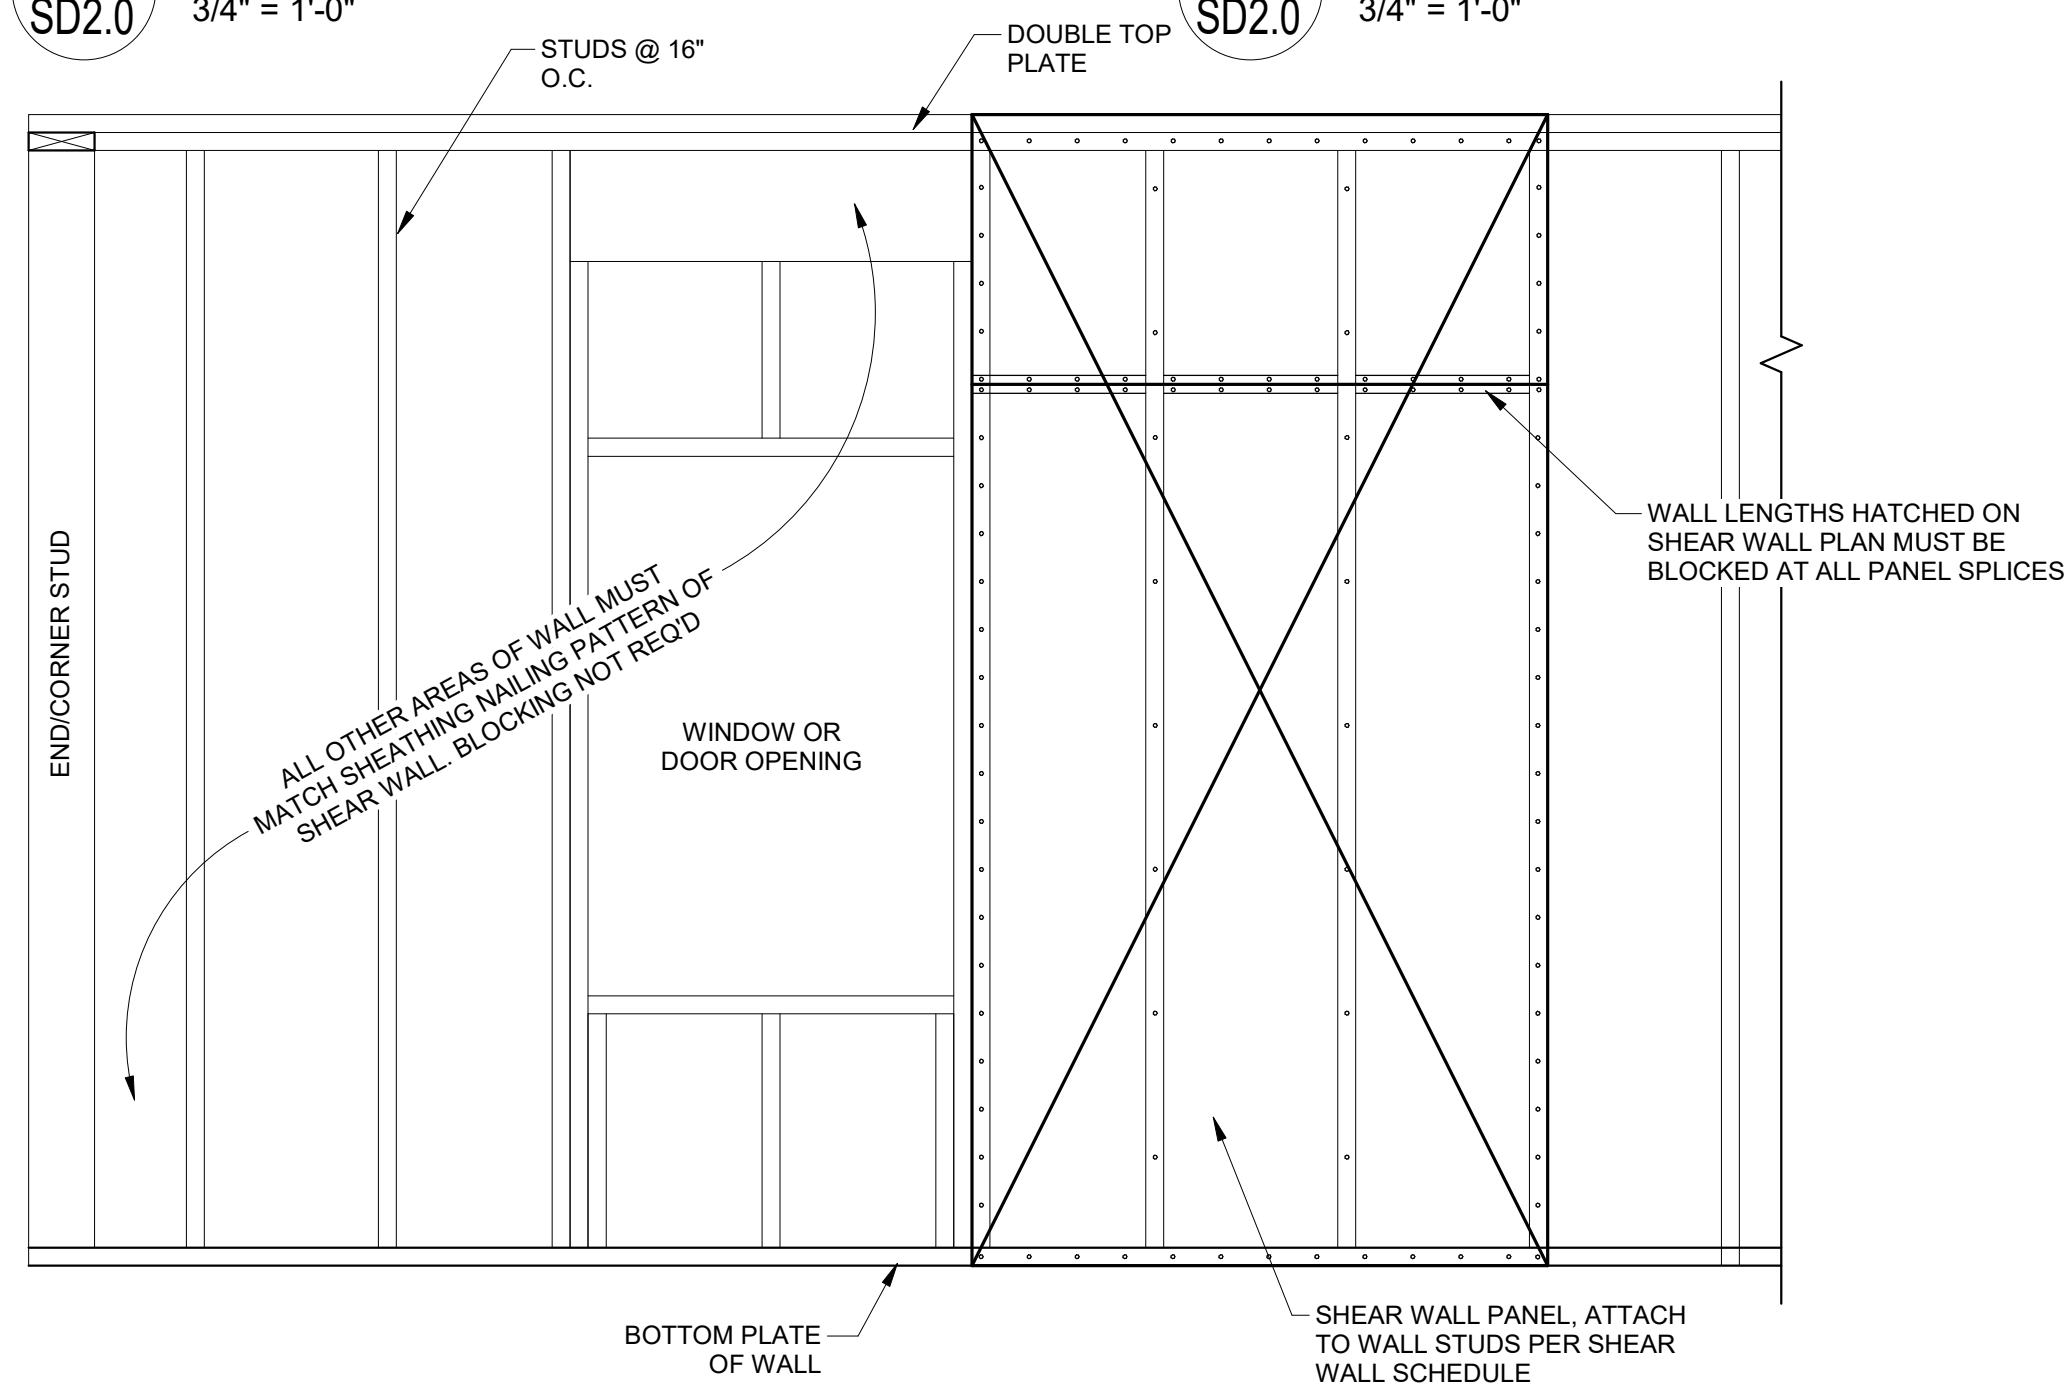 SD2.0
3/4" = 1'-0"
SD2.0
3/4" = 1'-0"
STUDS @ 16"
O.C.
DOUBLE TOP
PLATE
WALL LENGTHS HATCHED ON
SHEAR WALL PLAN MUST BE
BLOCKED AT ALL PANEL SPLICES
END/CORNER STUD
ALL OTHER AREAS OF WALL MUST
MATCH SHEATHING NAILING PATTERN OF
SHEAR WALL. BLOCKING NOT REQ'D
WINDOW OR
DOOR OPENING
BOTTOM PLATE
OF WALL
SHEAR WALL PANEL, ATTACH
TO WALL STUDS PER SHEAR
WALL SCHEDULE